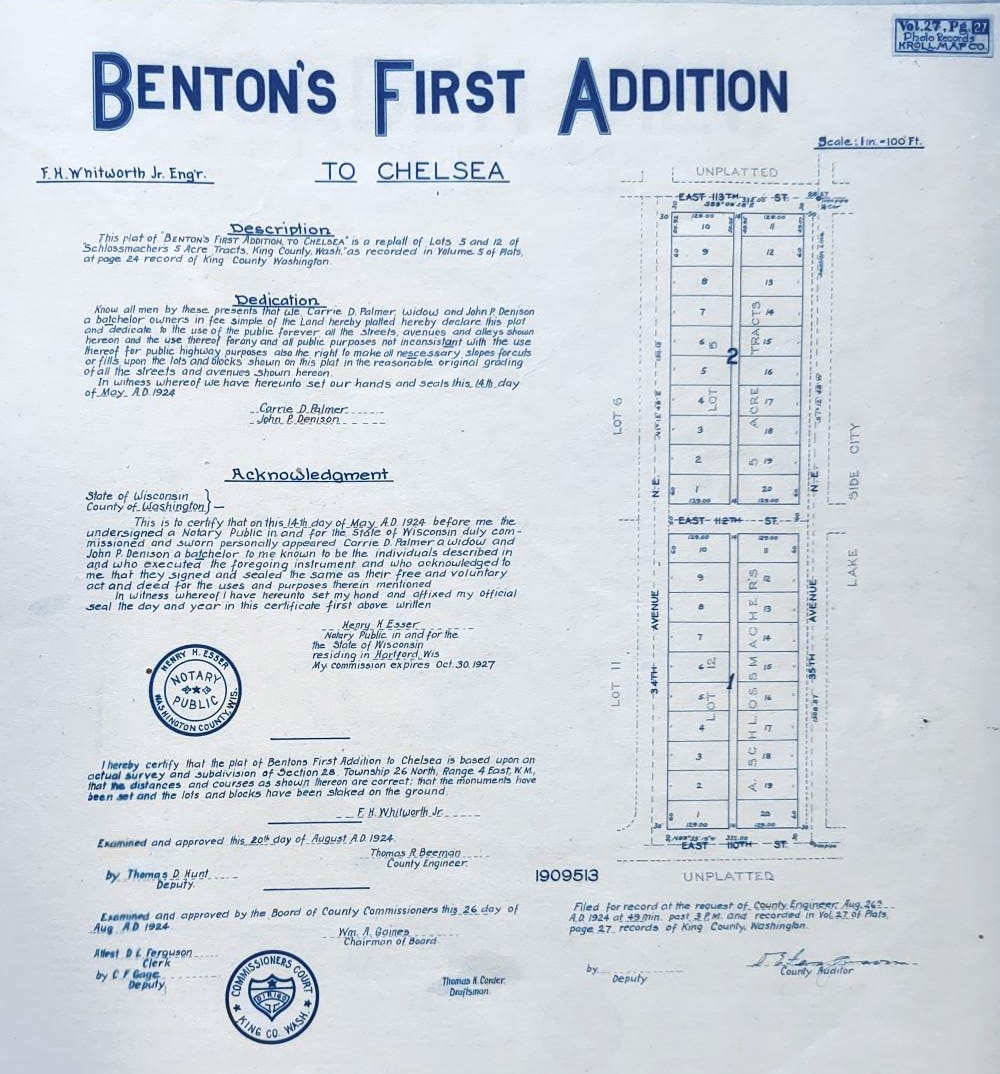 Vol. 27, Pg. 27
Photo Records
KROLL MAP CO.
BENTON'S FIRST ADDITION
Scale: 1 in. = 100 Ft.
F. H. Whitworth Jr. Engr.
TO CHELSEA
Description
This plat of "BENTON'S FIRST ADDITION, TO CHELSEA" is a replat of Lots 5 and 12 of
Schlossmachers 5 Acre Tracts, King County, Wash." as recorded in Volume 5 of Plats,
at page 24 record of King County Washington.
Dedication
Know all men by these presents that we, Carrie D. Palmer, widow and John P. Denison
a batchelor owners in fee simple of the Land hereby platted hereby declare this plat
and dedicate to the use of the public forever all the streets, avenues and alleys shown
hereon and the use thereof for any and all public purposes not inconsistant with the use
thereof for public highway purposes also the right to make all nescessary slopes for cuts
or fills upon the lots and blocks shown on this plat in the reasonable original grading
of all the streets and avenues shown hereon.
In witness whereof we have hereunto set our hands and seals this 14th day
of May A.D. 1924
Carrie D. Palmer
John P. Denison
Acknowledgment
State of Wisconsin }
County of Washington } —
This is to certify that on this 14th day of May, A.D. 1924 before me the
undersigned a Notary Public in and for the State of Wisconsin duly com-
missioned and sworn personally appeared Carrie D. Palmer a widow and
John P. Denison a batchelor to me known to be the individuals described in
and who executed the foregoing instrument and who acknowledged to
me that they signed and sealed the same as their free and voluntary
act and deed for the uses and purposes therein mentioned
In witness whereof I have hereunto set my hand and affixed my official
seal the day and year in this certificate first above written
Henry H. Esser
Notary Public in and for the
the State of Wisconsin
residing in Hartford Wis
My commission expires Oct. 30, 1927
HENRY H. ESSER
NOTARY
PUBLIC
WASHINGTON COUNTY, WIS.
I hereby certify that the plat of Bentons First Addition to Chelsea is based upon an
actual survey and subdivision of Section 28, Township 26 North, Range 4 East, W.M.,
that the distances and courses as shown thereon are correct; that the monuments have
been set and the lots and blocks have been staked on the ground.
F. H. Whitworth Jr.
Examined and approved this 20th day of August A.D. 1924.
Thomas R Beeman
County Engineer.
by Thomas D. Hunt
Deputy.
Examined and approved by the Board of County Commissioners this 26 day of
Aug A.D 1924
Wm. A. Gaines
Chairman of Board
Attest D E Ferguson
Clerk
by C F Gage
Deputy
COMMISSIONERS COURT
KING CO. WASH.
Draftsman.
UNPLATTED
EAST 113TH ST.
30
129.00
16
129.00
10
11
9
12
8
13
7
14
6
15
5
16
4
17
3
18
2
19
1
20
129.00
129.00
2
LOT 5
5 ACRE TRACTS
LOT 6
N.E.
N.E.
LAKE SIDE CITY
EAST 112TH ST.
129.00
129.00
10
11
9
12
8
13
7
14
6
15
5
16
4
17
3
18
2
19
1
20
129.00
129.00
1
LOT 12
A. SCHLOSSMACHER'S
LOT 11
34TH AVENUE
35TH AVENUE
EAST 110TH ST.
UNPLATTED
1909513
Filed for record at the request of County Engineer, Aug. 26
A.D. 1924 at 49 min. past 3 P.M. and recorded in Vol. 27 of Plats,
page 27 records of King County, Washington.
by
Deputy
County Auditor